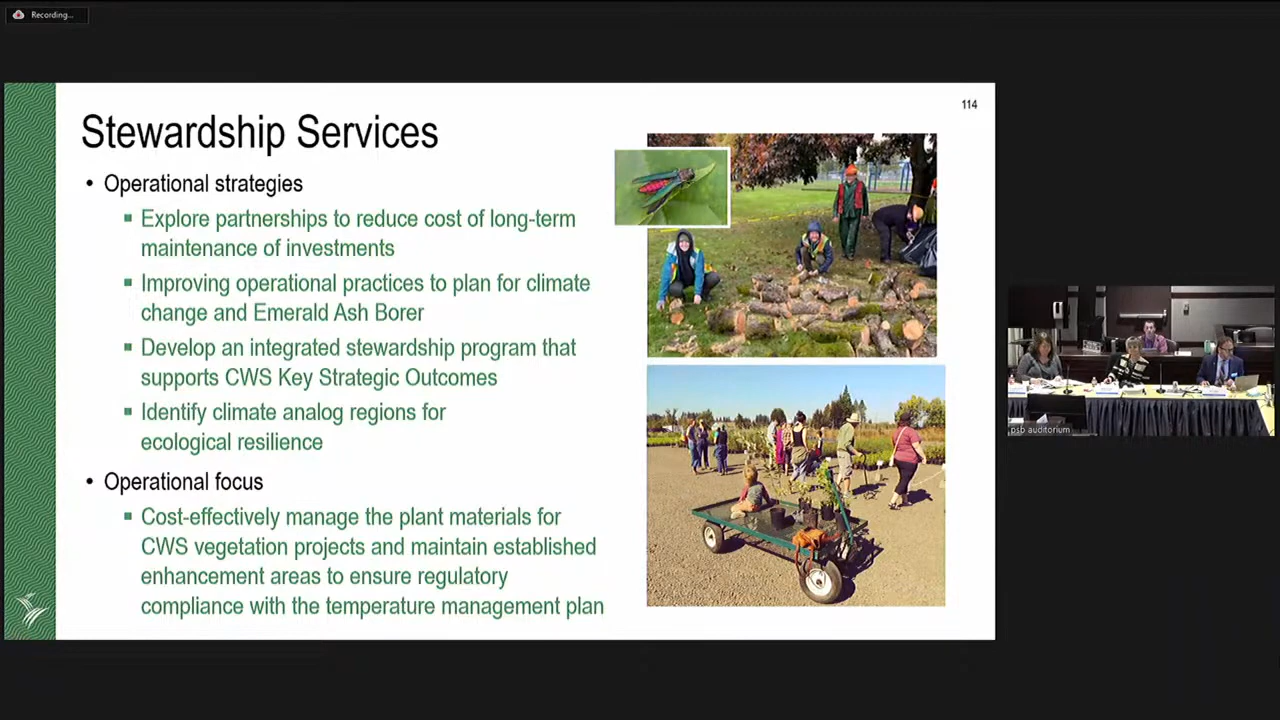 Recording...
114
Stewardship Services
• Operational strategies
Explore partnerships to reduce cost of long-term
maintenance of investments
Improving operational practices to plan for climate
change and Emerald Ash Borer
Develop an integrated stewardship program that
supports CWS Key Strategic Outcomes
Identify climate analog regions for
ecological resilience
• Operational focus
Cost-effectively manage the plant materials for
CWS vegetation projects and maintain established
enhancement areas to ensure regulatory
compliance with the temperature management plan
psb auditorium